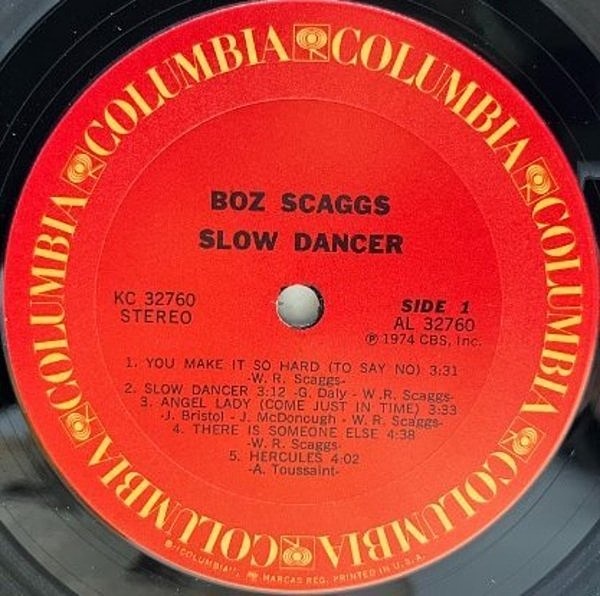 COLUMBIA COLUMBIA COLUMBIA COLUMBIA COLUMBIA COLUMBIA COLUMBIA
BOZ SCAGGS
SLOW DANCER
KC 32760
STEREO
SIDE 1
AL 32760
℗ 1974 CBS, Inc.
1. YOU MAKE IT SO HARD (TO SAY NO) 3:31
-W. R. Scaggs-
2. SLOW DANCER 3:12 -G. Daly - W .R. Scaggs-
3. ANGEL LADY (COME JUST IN TIME) 3:33
-J. Bristol - J. McDonough - W. R. Scaggs-
4. THERE IS SOMEONE ELSE 4:38
-W. R. Scaggs-
5. HERCULES 4:02
-A. Toussaint-
"COLUMBIA", MARCAS REG. PRINTED IN U.S.A.